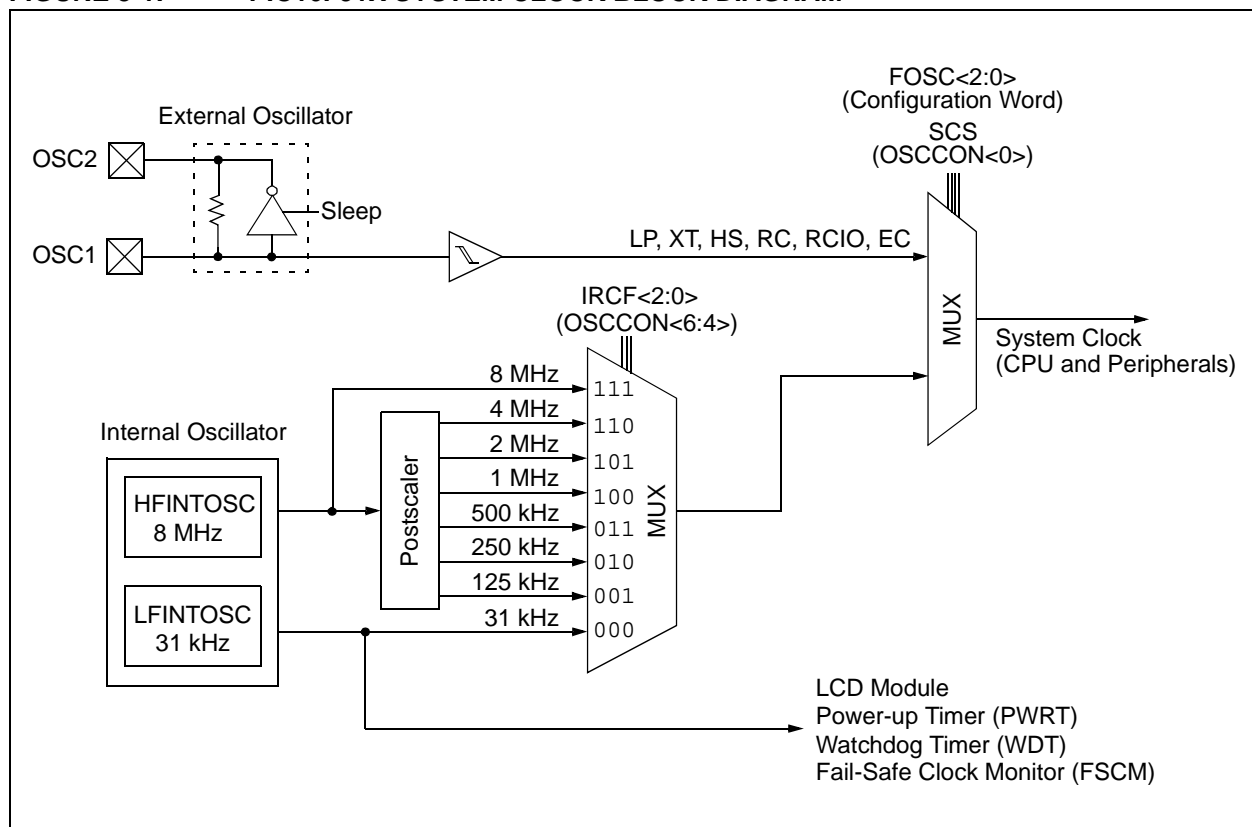 FOSC<2:0>
(Configuration Word)
SCS
(OSCCON<0>)
External Oscillator
OSC2
Sleep
OSC1
LP, XT, HS, RC, RCIO, EC
MUX
System Clock
(CPU and Peripherals)
IRCF<2:0>
(OSCCON<6:4>)
8 MHz
111
4 MHz
110
2 MHz
101
1 MHz
100
500 kHz
011
250 kHz
010
125 kHz
001
31 kHz
000
MUX
Postscaler
Internal Oscillator
HFINTOSC
8 MHz
LFINTOSC
31 kHz
LCD Module
Power-up Timer (PWRT)
Watchdog Timer (WDT)
Fail-Safe Clock Monitor (FSCM)